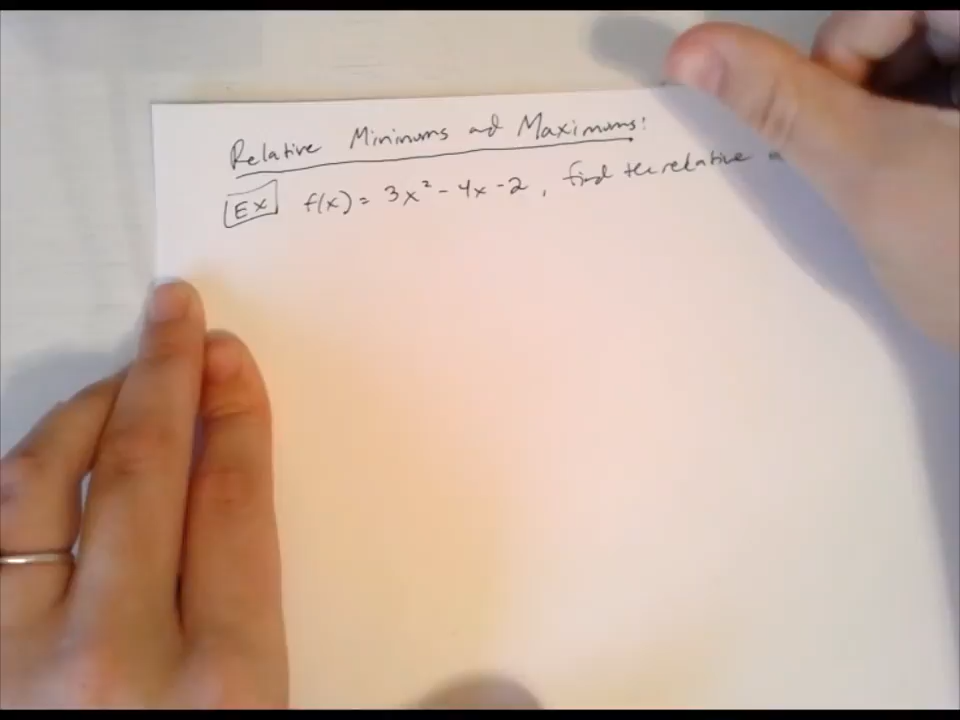 Relative Minimums and Maximums:
Ex f(x) = 3x² - 4x - 2, find the relative